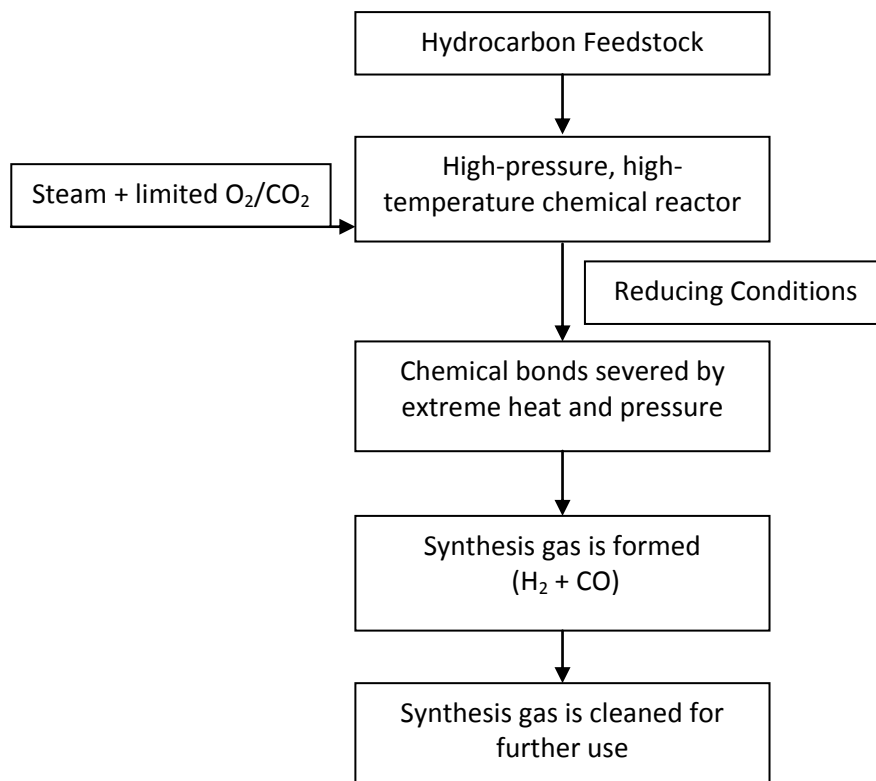 Hydrocarbon Feedstock
High-pressure, high-
temperature chemical reactor
Steam + limited O₂/CO₂
Reducing Conditions
Chemical bonds severed by
extreme heat and pressure
Synthesis gas is formed
(H₂ + CO)
Synthesis gas is cleaned for
further use